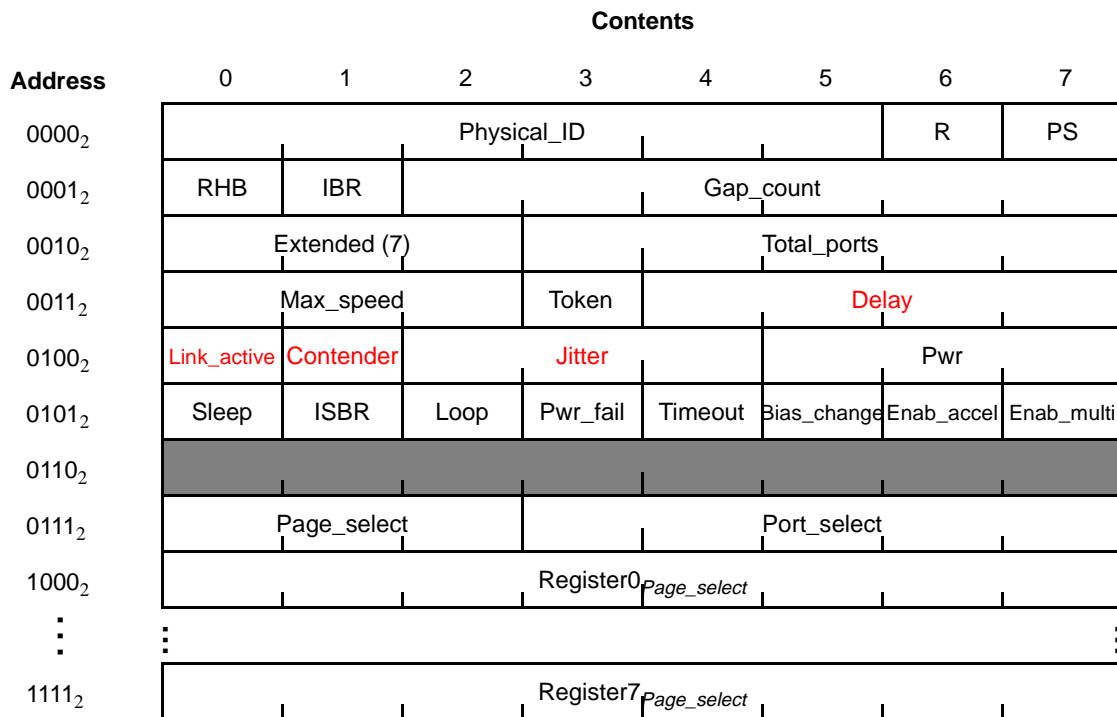 Contents
Address 0 1 2 3 4 5 6 7
0000₂ Physical_ID R PS
0001₂ RHB IBR Gap_count
0010₂ Extended (7) Total_ports
0011₂ Max_speed Token Delay
0100₂ Link_active Contender Jitter Pwr
0101₂ Sleep ISBR Loop Pwr_fail Timeout Bias_change Enab_accel Enab_multi
0110₂
0111₂ Page_select Port_select
1000₂ Register0Page_select
1111₂ Register7Page_select